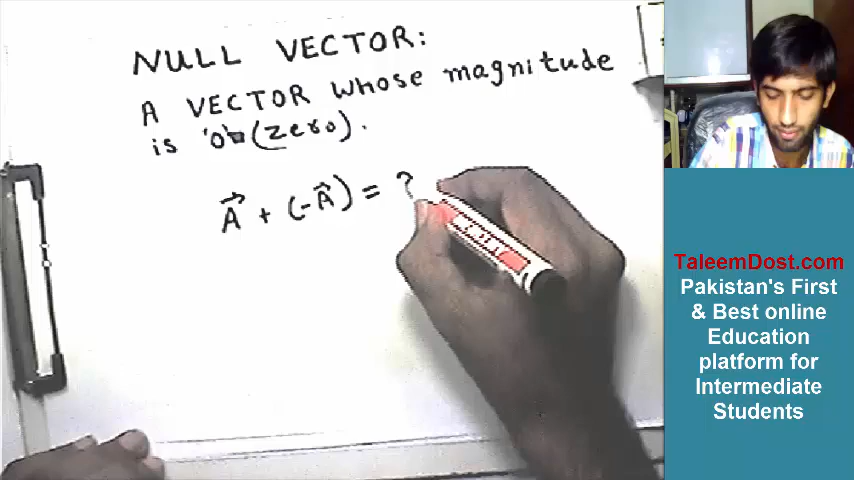 NULL VECTOR:
A VECTOR whose magnitude
is '0' (zero).
A⃗ + (-A⃗) = ?
TaleemDost.com
Pakistan's First
& Best online
Education
platform for
Intermediate
Students